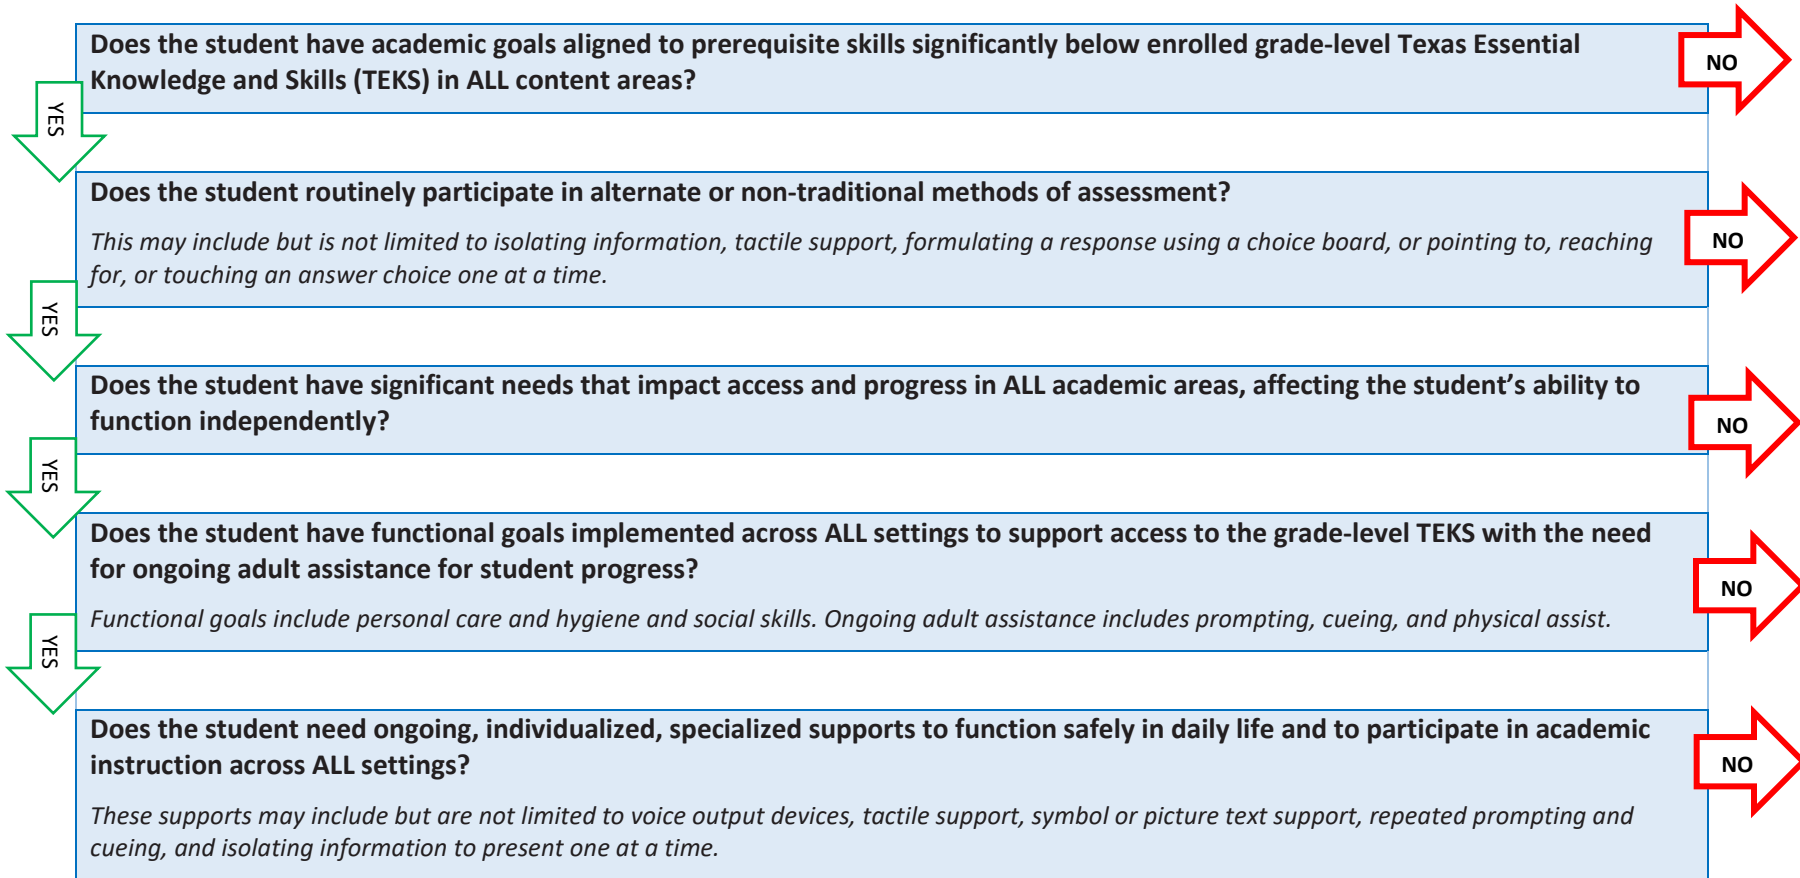 Does the student have academic goals aligned to prerequisite skills significantly below enrolled grade-level Texas Essential
Knowledge and Skills (TEKS) in ALL content areas?
NO
YES
Does the student routinely participate in alternate or non-traditional methods of assessment?
This may include but is not limited to isolating information, tactile support, formulating a response using a choice board, or pointing to, reaching
for, or touching an answer choice one at a time.
NO
YES
Does the student have significant needs that impact access and progress in ALL academic areas, affecting the student’s ability to
function independently?
NO
YES
Does the student have functional goals implemented across ALL settings to support access to the grade-level TEKS with the need
for ongoing adult assistance for student progress?
Functional goals include personal care and hygiene and social skills. Ongoing adult assistance includes prompting, cueing, and physical assist.
NO
YES
Does the student need ongoing, individualized, specialized supports to function safely in daily life and to participate in academic
instruction across ALL settings?
These supports may include but are not limited to voice output devices, tactile support, symbol or picture text support, repeated prompting and
cueing, and isolating information to present one at a time.
NO